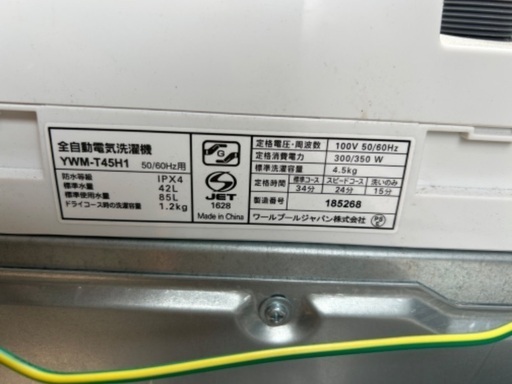 全自動電気洗濯機
YWM-T45H1 50/60Hz用
防水等級 IPX4
標準水量 42L
標準使用水量 85L
ドライコース時の洗濯容量 1.2kg
JET
1628
Made in China
定格電圧・周波数 100V 50/60Hz
定格消費電力 300/350 W
標準洗濯容量 4.5kg
定格時間 標準コース スピードコース 洗いのみ
34分 24分 15分
製造番号 185268
ワールプールジャパン株式会社 PSE